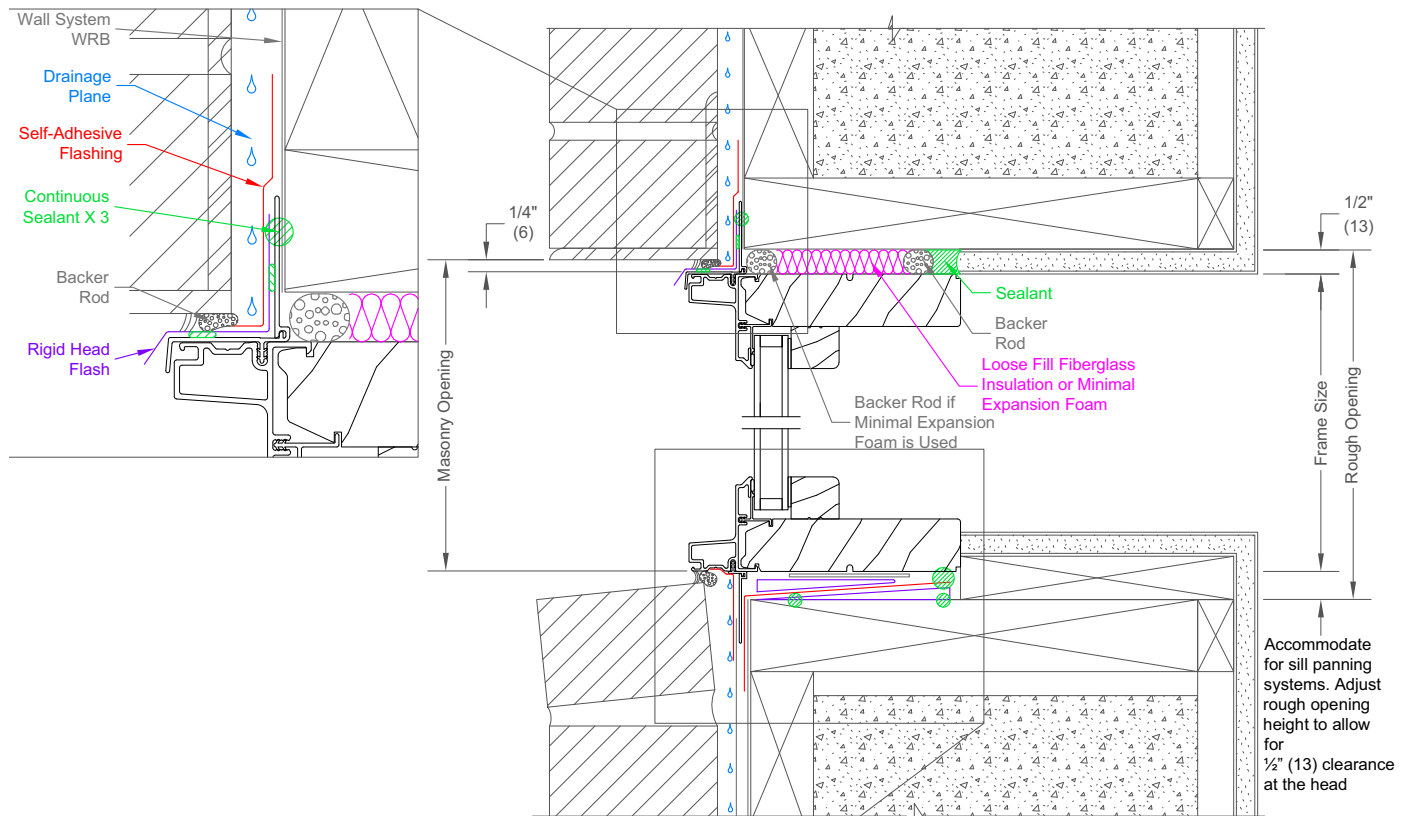 Wall System
WRB
Drainage
Plane
Self-Adhesive
Flashing
Continuous
Sealant X 3
Backer
Rod
Rigid Head
Flash
1/4"
(6)
Masonry Opening
1/2"
(13)
Sealant
Backer
Rod
Loose Fill Fiberglass
Insulation or Minimal
Expansion Foam
Backer Rod if
Minimal Expansion
Foam is Used
Frame Size
Rough Opening
Accommodate
for sill panning
systems. Adjust
rough opening
height to allow
for
½” (13) clearance
at the head